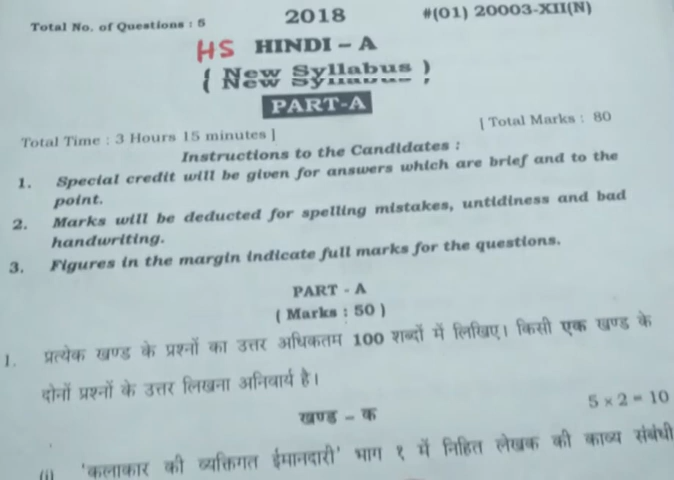 Total No. of Questions : 5 2018 #(01) 20003-XII(N)
HS HINDI – A
( New Syllabus )
PART-A
Total Time : 3 Hours 15 minutes ] [ Total Marks : 80
Instructions to the Candidates :
1. Special credit will be given for answers which are brief and to the
point.
2. Marks will be deducted for spelling mistakes, untidiness and bad
handwriting.
3. Figures in the margin indicate full marks for the questions.
PART - A
( Marks : 50 )
1. प्रत्येक खण्ड के प्रश्नों का उत्तर अधिकतम 100 शब्दों में लिखिए। किसी एक खण्ड के
दोनों प्रश्नों के उत्तर लिखना अनिवार्य है।
खण्ड – क 5 × 2 = 10
(i) 'कलाकार की व्यक्तिगत ईमानदारी' भाग १ में निहित लेखक की काव्य संबंधी